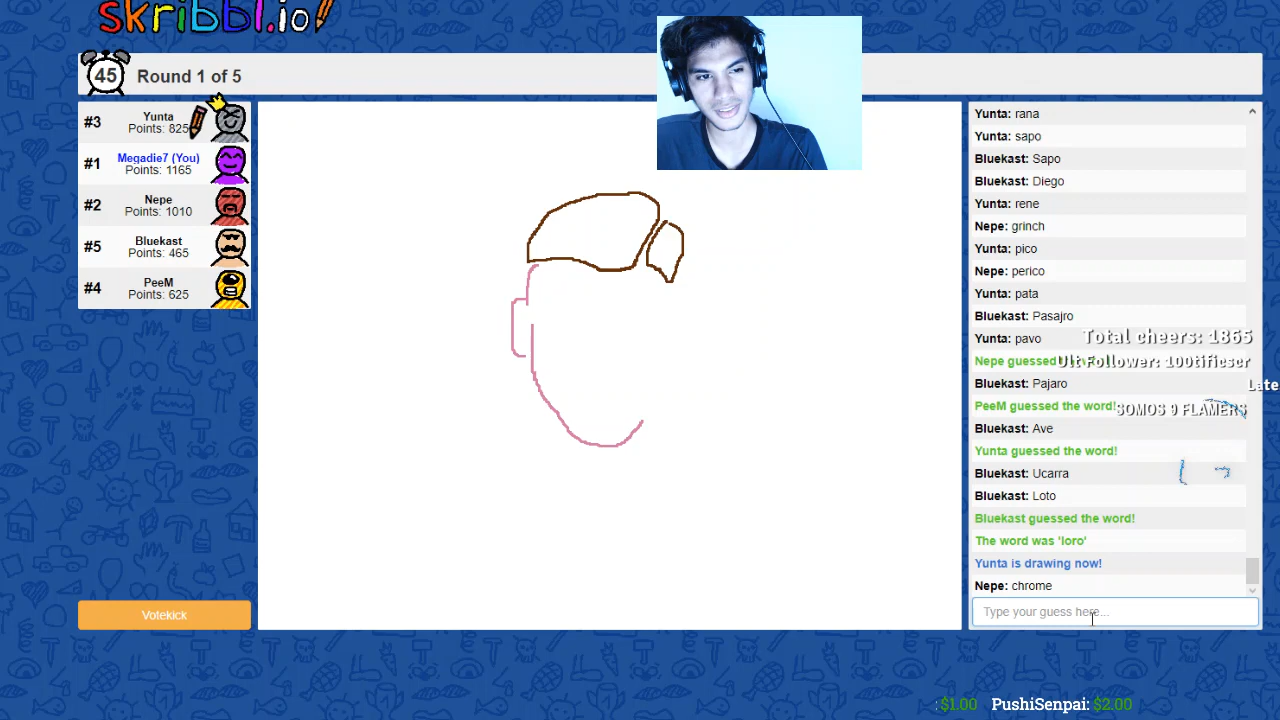 skribbl.io
45
Round 1 of 5
#3
Yunta
Points: 825
#1
Megadie7 (You)
Points: 1165
#2
Nepe
Points: 1010
#5
Bluekast
Points: 465
#4
PeeM
Points: 625
Votekick
Yunta: rana
Yunta: sapo
Bluekast: Sapo
Bluekast: Diego
Yunta: rene
Nepe: grinch
Yunta: pico
Nepe: perico
Yunta: pata
Bluekast: Pasajro
Yunta: pavo
Total cheers: 1865
Nepe guessed
Ult Follower: 100tificscr
Bluekast: Pajaro
Late
PeeM guessed the word!
SOMOS 9 FLAMERS
Bluekast: Ave
Yunta guessed the word!
Bluekast: Ucarra
Bluekast: Loto
Bluekast guessed the word!
The word was 'loro'
Yunta is drawing now!
Nepe: chrome
Type your guess here...
: $1.00 PushiSenpai: $2.00